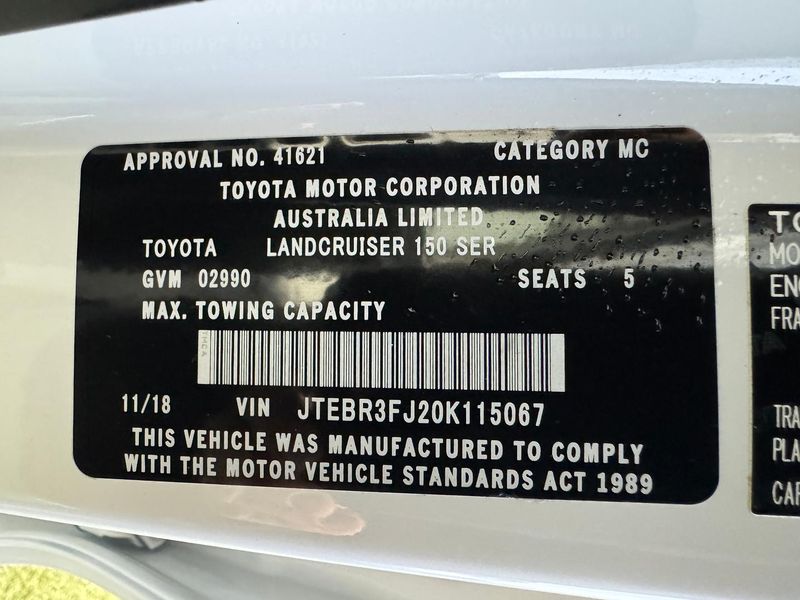 APPROVAL NO. 41621 CATEGORY MC
TOYOTA MOTOR CORPORATION
AUSTRALIA LIMITED
TOYOTA LANDCRUISER 150 SER
GVM 02990 SEATS 5
MAX. TOWING CAPACITY
TMCA
11/18 VIN JTEBR3FJ20K115067
THIS VEHICLE WAS MANUFACTURED TO COMPLY
WITH THE MOTOR VEHICLE STANDARDS ACT 1989